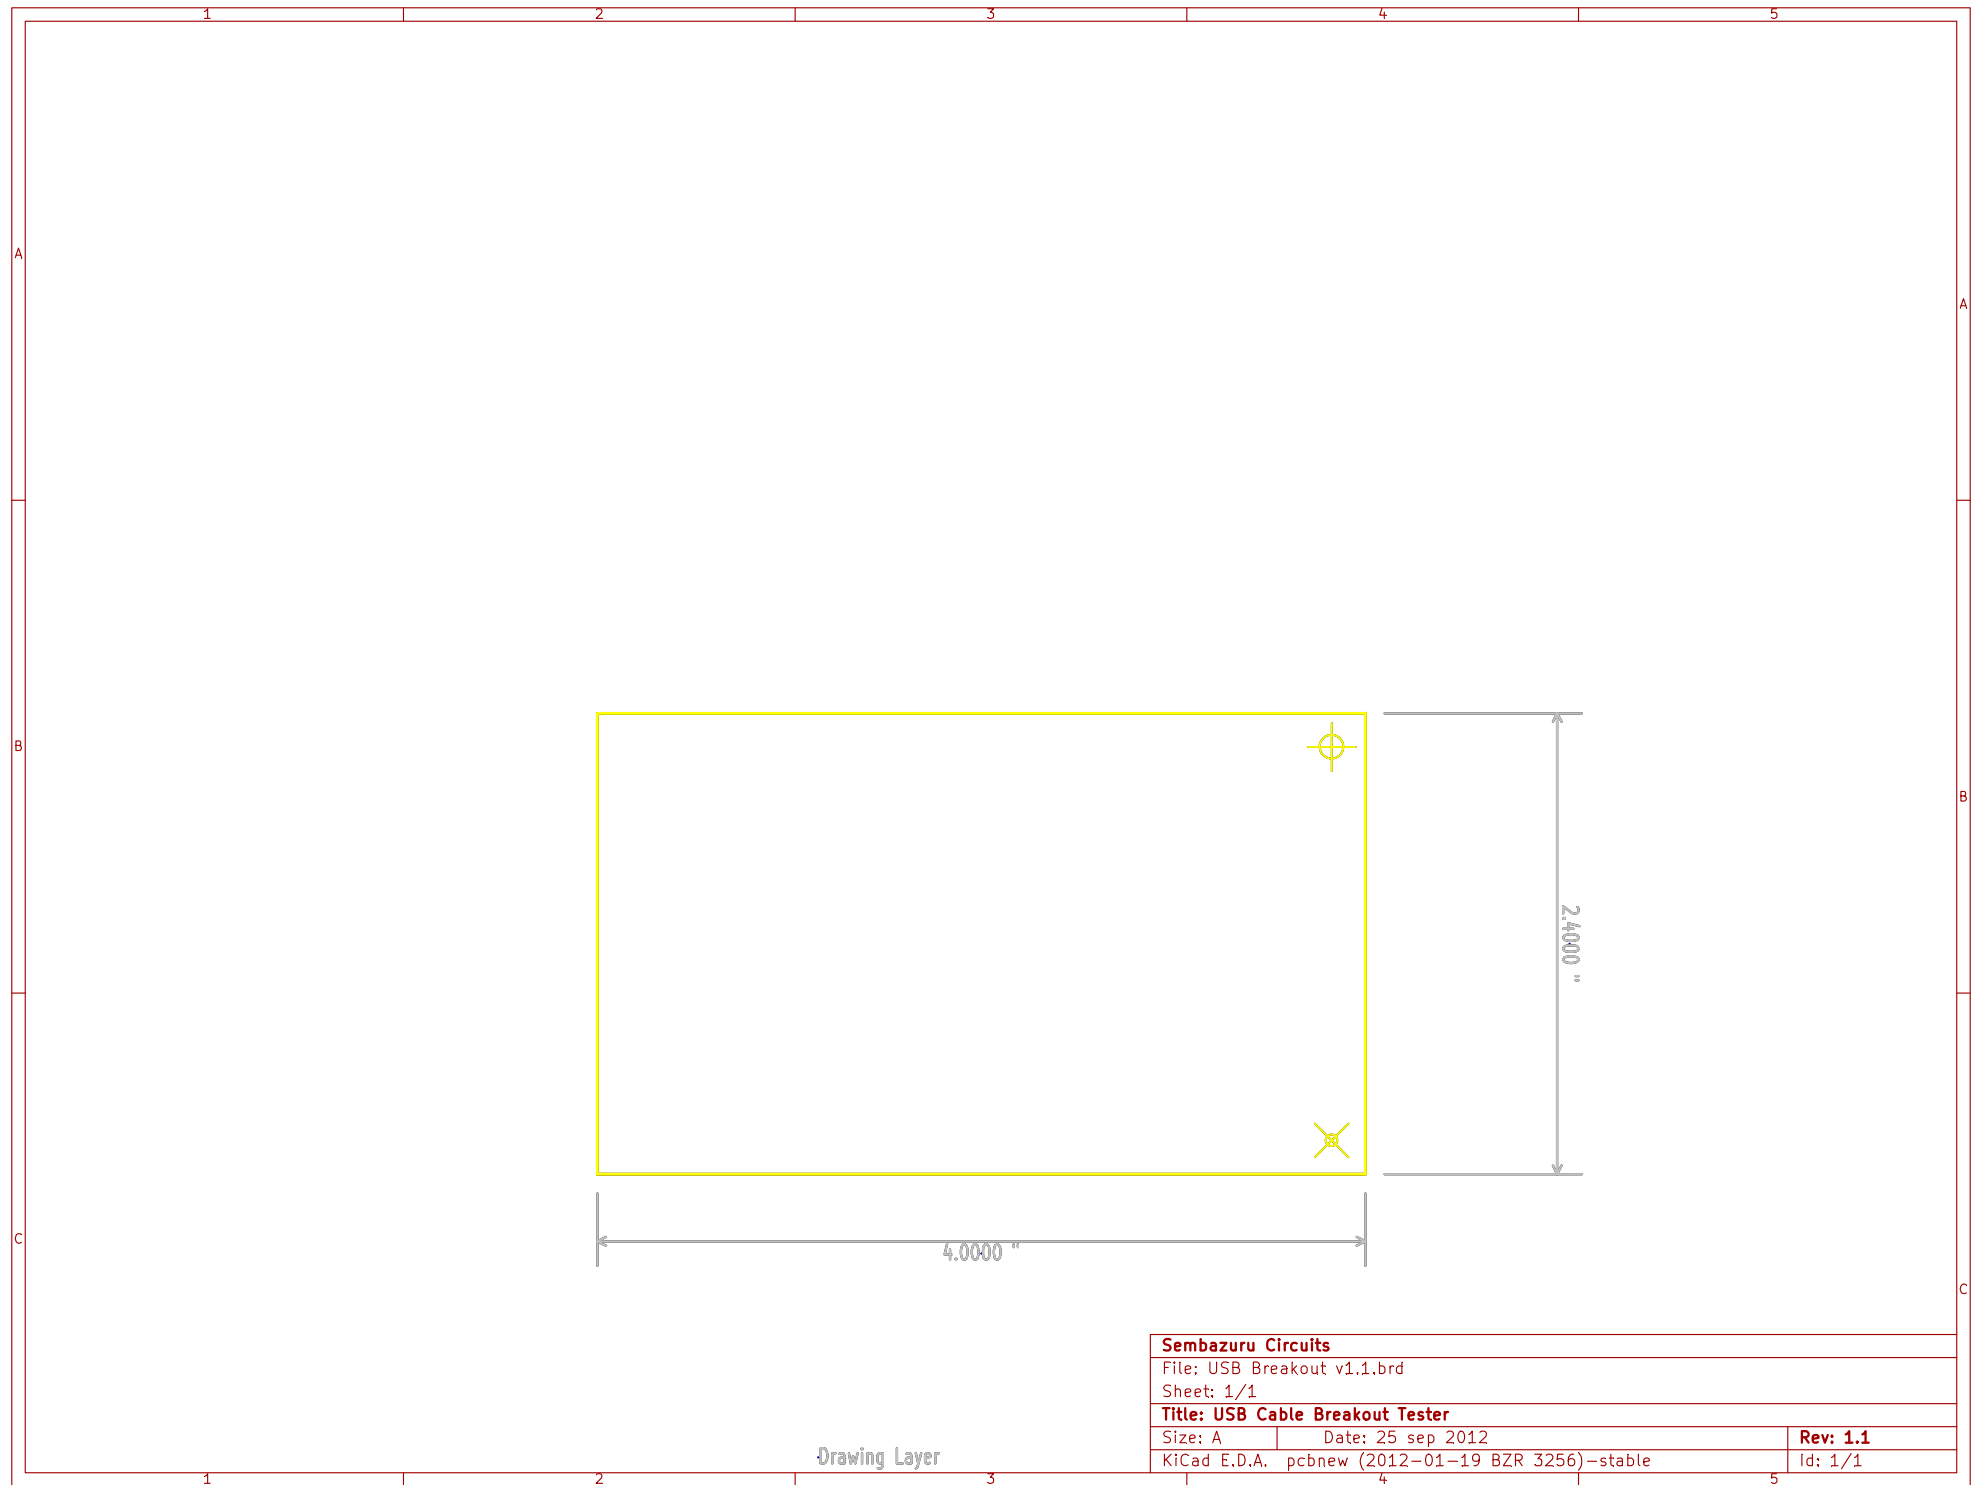 1 2 3 4 5
A
A
B
B
2.4000 "
C
4.0000 "
C
Sembazuru Circuits
File: USB Breakout v1.1.brd
Sheet: 1/1
Title: USB Cable Breakout Tester
Size: A Date: 25 sep 2012 Rev: 1.1
KiCad E.D.A. pcbnew (2012-01-19 BZR 3256)-stable Id: 1/1
Drawing Layer
1 2 3 4 5